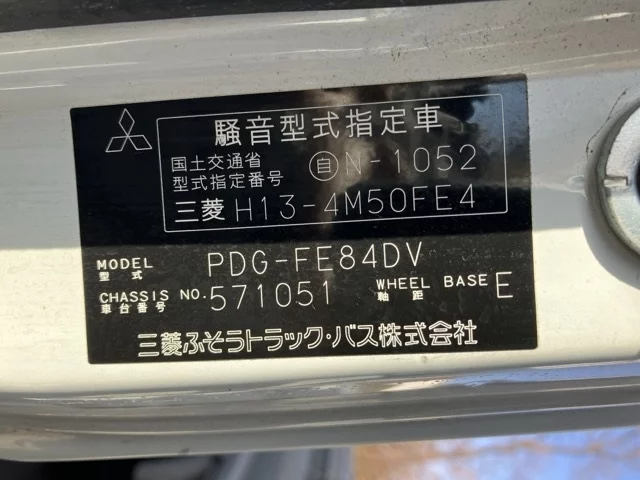 騒音型式指定車
国土交通省
型式指定番号 自N-1052
三菱 H13-4M50FE4
MODEL
型式 PDG-FE84DV
CHASSIS NO.
車台番号 571051 WHEEL BASE
軸距 E
三菱ふそうトラック・バス株式会社